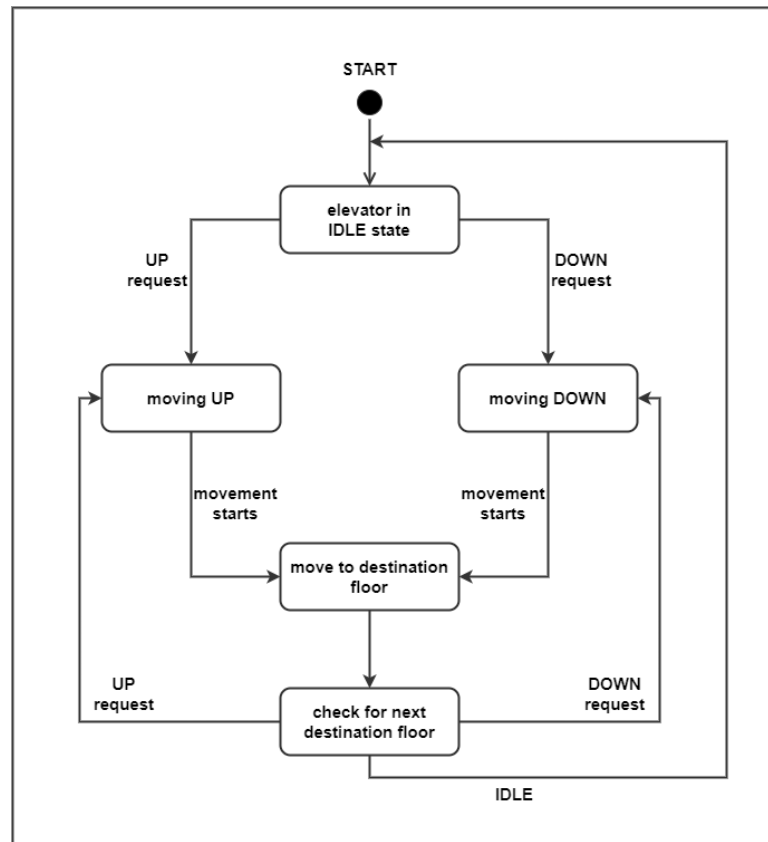 START
elevator in
IDLE state
UP
request
DOWN
request
moving UP
moving DOWN
movement
starts
movement
starts
move to destination
floor
UP
request
DOWN
request
check for next
destination floor
IDLE